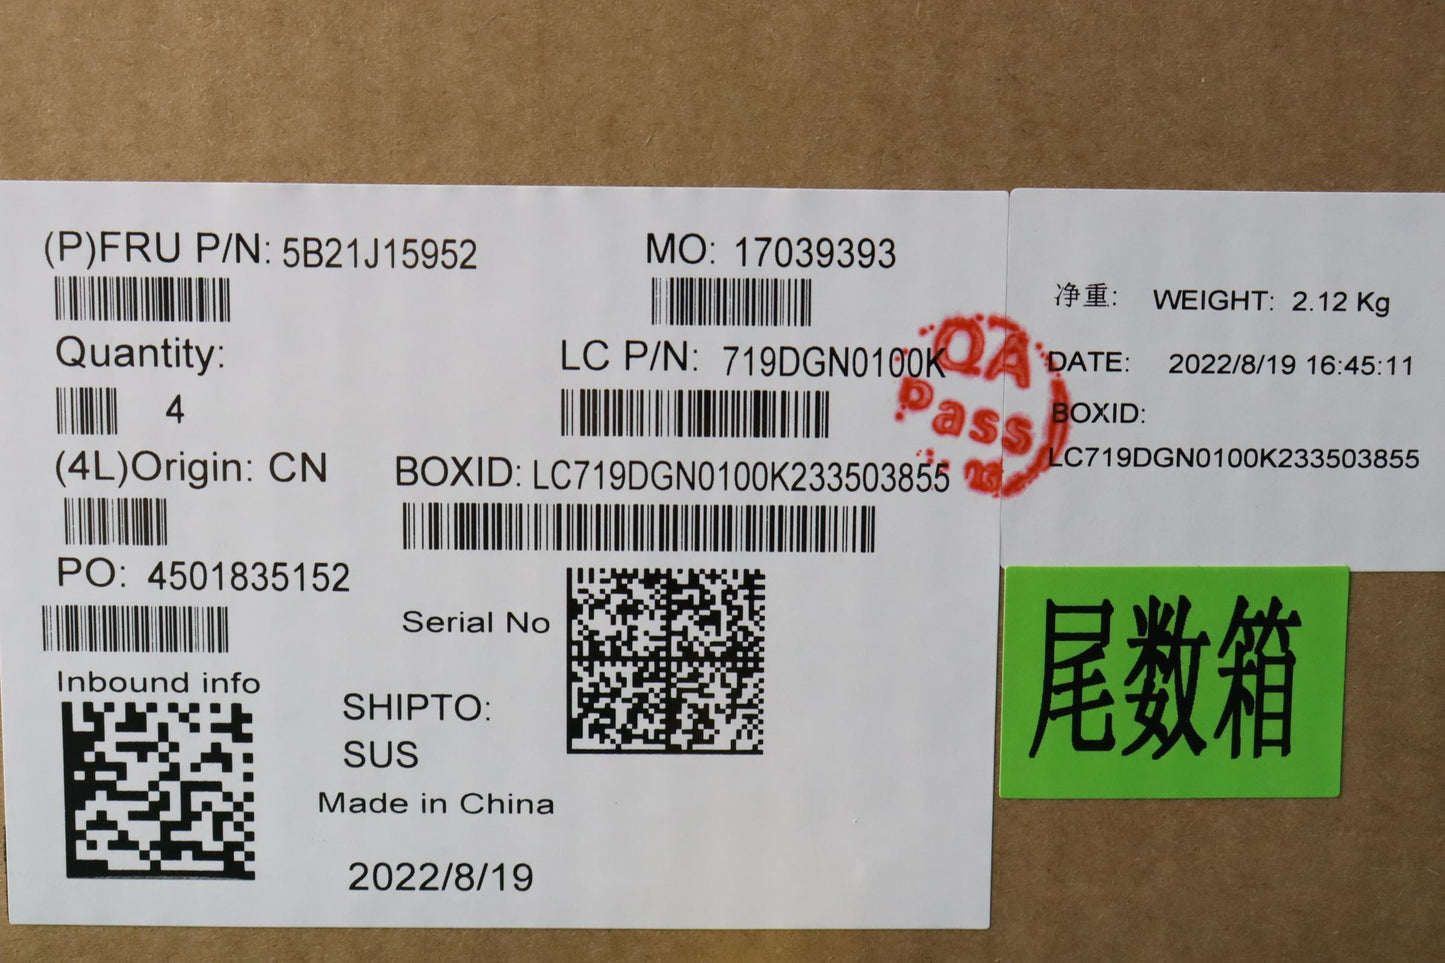 (P)FRU P/N: 5B21J15952
MO: 17039393
Quantity:
4
LC P/N: 719DGN0100K
(4L)Origin: CN
BOXID: LC719DGN0100K233503855
PO: 4501835152
Serial No
Inbound info
SHIPTO:
SUS
Made in China
2022/8/19
QA
Pass
净重: WEIGHT: 2.12 Kg
DATE: 2022/8/19 16:45:11
BOXID:
LC719DGN0100K233503855
尾数箱